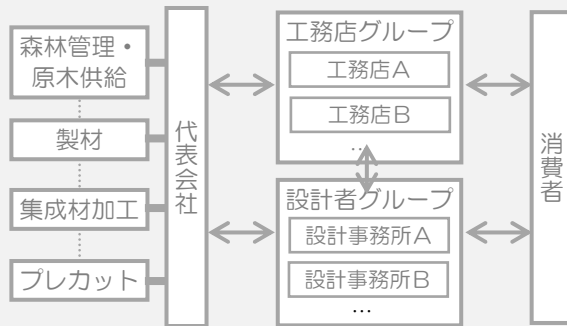 森林管理・
原木供給
製材
集成材加工
プレカット
代表会社
工務店グループ
工務店A
工務店B
…
設計者グループ
設計事務所A
設計事務所B
…
消費者